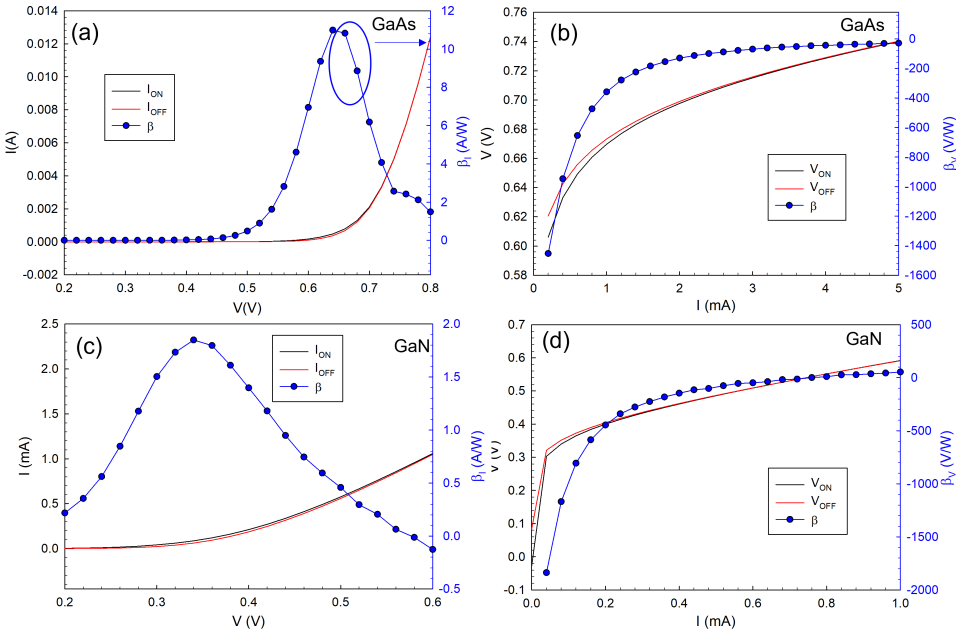 (a)
GaAs
0.014
0.012
0.010
0.008
0.006
0.004
0.002
0.000
-0.002
I(A)
I_ON
I_OFF
β
12
10
8
6
4
2
0
β_I (A/W)
0.2 0.3 0.4 0.5 0.6 0.7 0.8
V(V)
(b)
GaAs
0.76
0.74
0.72
0.70
0.68
0.66
0.64
0.62
0.60
0.58
V (V)
V_ON
V_OFF
β
0
-200
-400
-600
-800
-1000
-1200
-1400
-1600
β_V (V/W)
0 1 2 3 4 5
I (mA)
(c)
GaN
2.5
2.0
1.5
1.0
0.5
0.0
I (mA)
I_ON
I_OFF
β
2.0
1.5
1.0
0.5
0.0
-0.5
β_I (A/W)
0.2 0.3 0.4 0.5 0.6
V (V)
(d)
GaN
0.7
0.6
0.5
0.4
0.3
0.2
0.1
0.0
-0.1
V (V)
V_ON
V_OFF
β
500
0
-500
-1000
-1500
-2000
β_V (V/W)
0.0 0.2 0.4 0.6 0.8 1.0
I (mA)